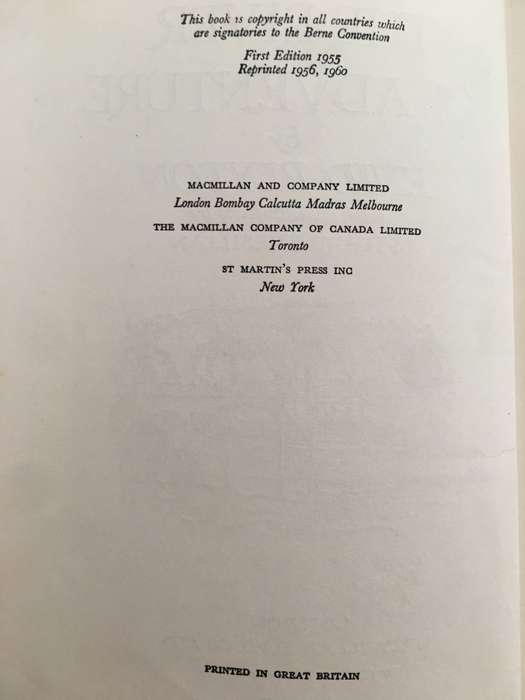 This book is copyright in all countries which
are signatories to the Berne Convention
First Edition 1955
Reprinted 1956, 1960
MACMILLAN AND COMPANY LIMITED
London Bombay Calcutta Madras Melbourne
THE MACMILLAN COMPANY OF CANADA LIMITED
Toronto
ST MARTIN'S PRESS INC
New York
PRINTED IN GREAT BRITAIN